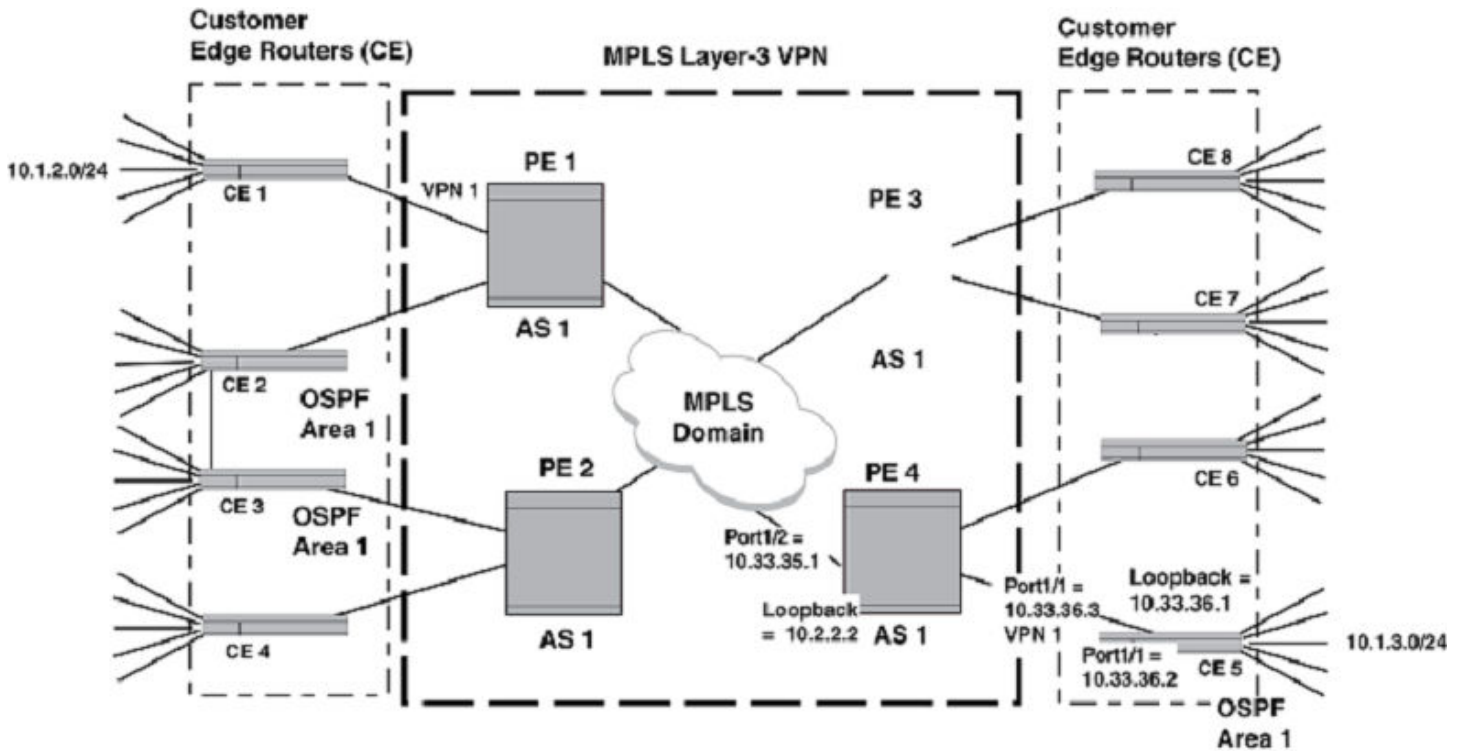 Customer
Edge Routers (CE)
MPLS Layer-3 VPN
Customer
Edge Routers (CE)
10.1.2.0/24
CE 1
VPN 1
PE 1
AS 1
PE 3
AS 1
CE 8
CE 7
CE 2
OSPF
Area 1
MPLS
Domain
CE 3
OSPF
Area 1
PE 2
AS 1
CE 4
PE 4
Port1/2 =
10.33.35.1
Loopback
= 10.2.2.2
AS 1
CE 6
Port1/1 =
10.33.36.3
VPN 1
Loopback =
10.33.36.1
Port1/1 =
10.33.36.2
CE 5
10.1.3.0/24
OSPF
Area 1